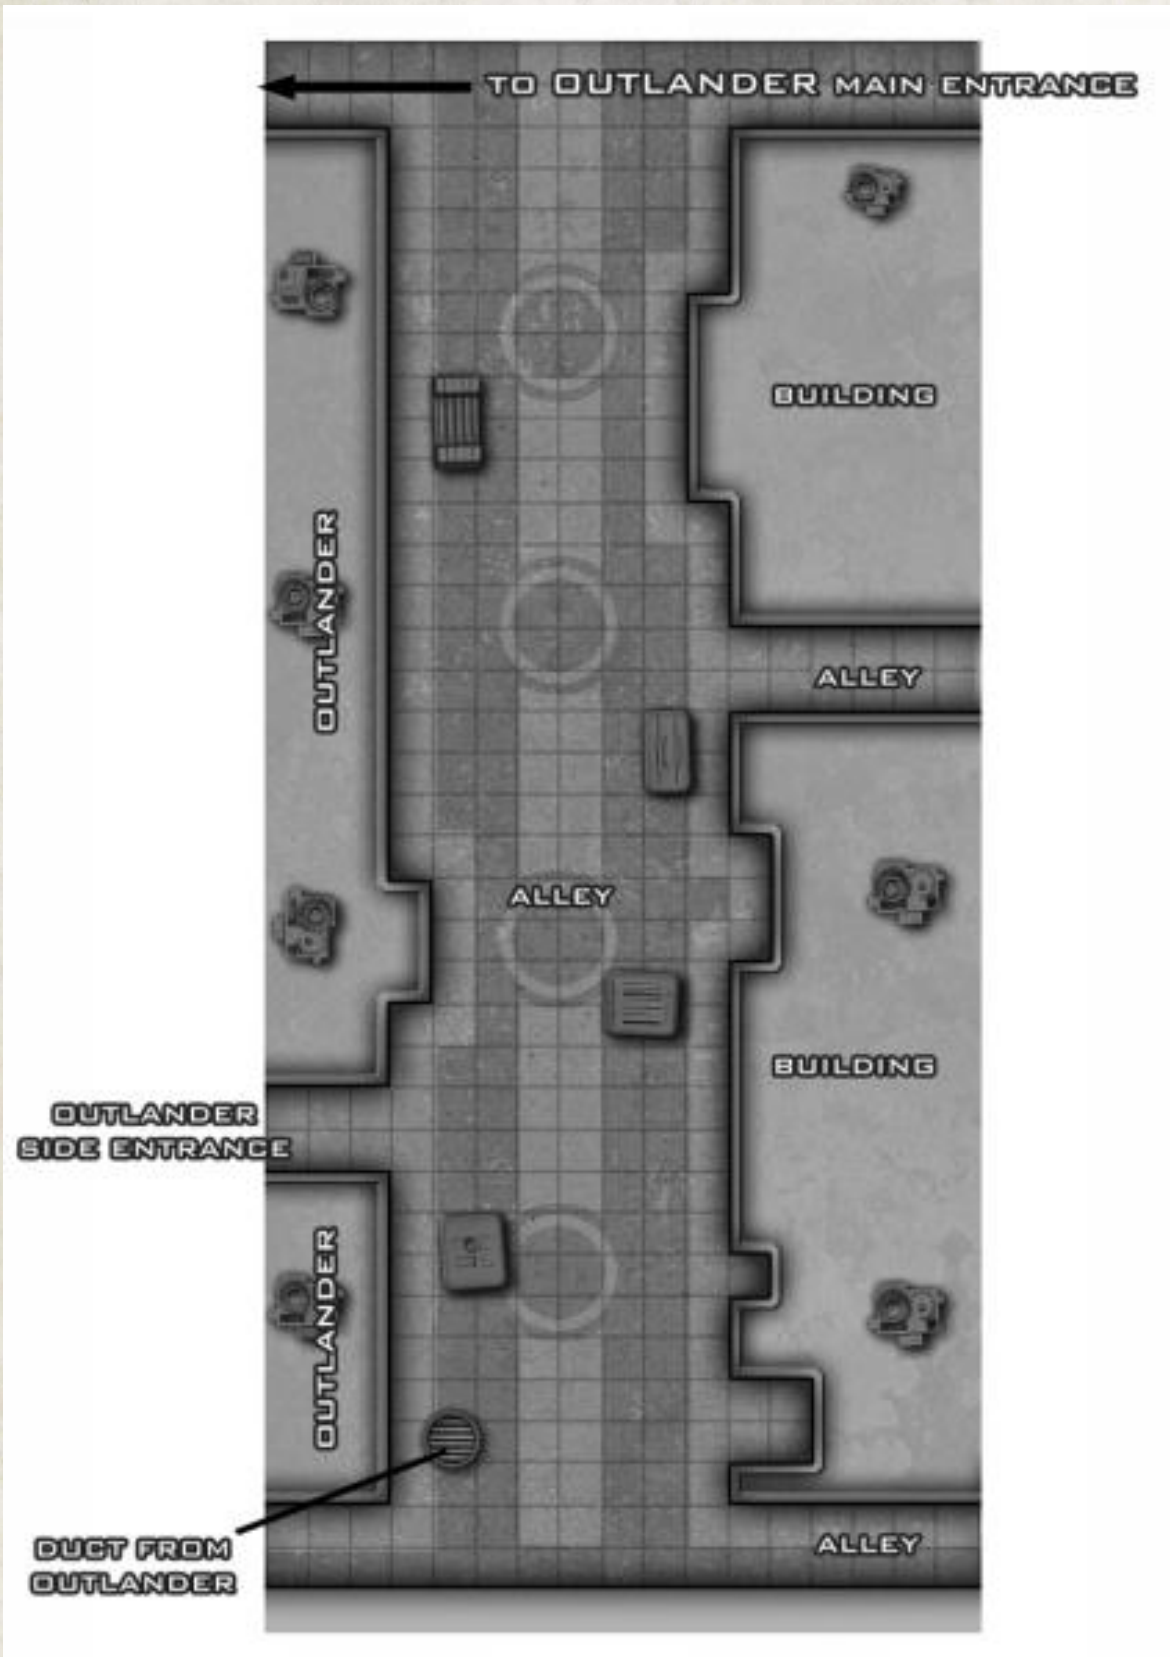 TO OUTLANDER MAIN ENTRANCE
BUILDING
OUTLANDER
ALLEY
ALLEY
BUILDING
OUTLANDER
SIDE ENTRANCE
OUTLANDER
DUCT FROM
OUTLANDER
ALLEY